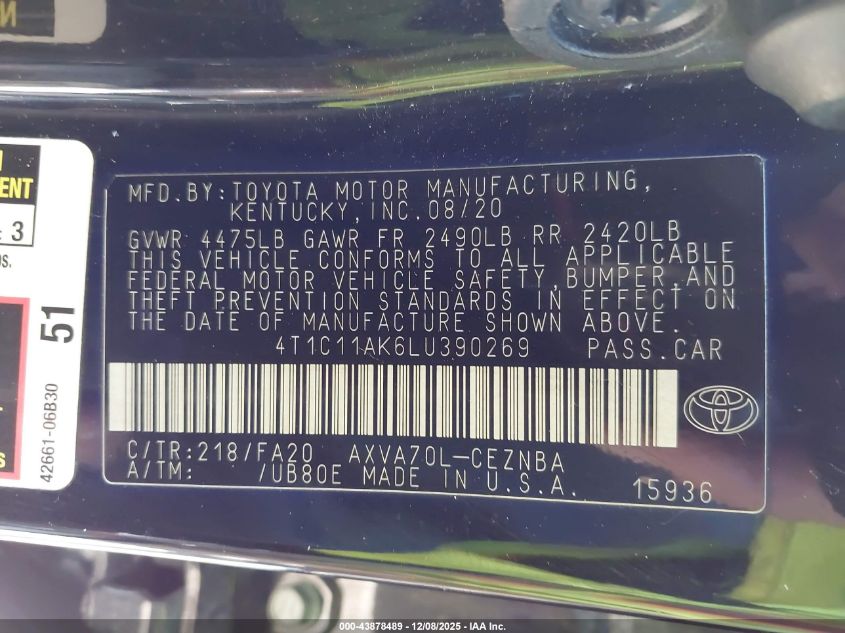 ENT
3
51
42661-06B30
MFD.BY:TOYOTA MOTOR MANUFACTURING,
KENTUCKY, INC. 08/20
GVWR 4475LB GAWR FR 2490LB RR 2420LB
THIS VEHICLE CONFORMS TO ALL APPLICABLE
FEDERAL MOTOR VEHICLE SAFETY, BUMPER, AND
THEFT PREVENTION STANDARDS IN EFFECT ON
THE DATE OF MANUFACTURE SHOWN ABOVE.
4T1C11AK6LU390269 PASS.CAR
C/TR:218/FA20 AXVA70L-CEZNBA
A/TM: /UB80E MADE IN U.S.A. 15936
000-43878489 - 12/08/2025 - IAA Inc.